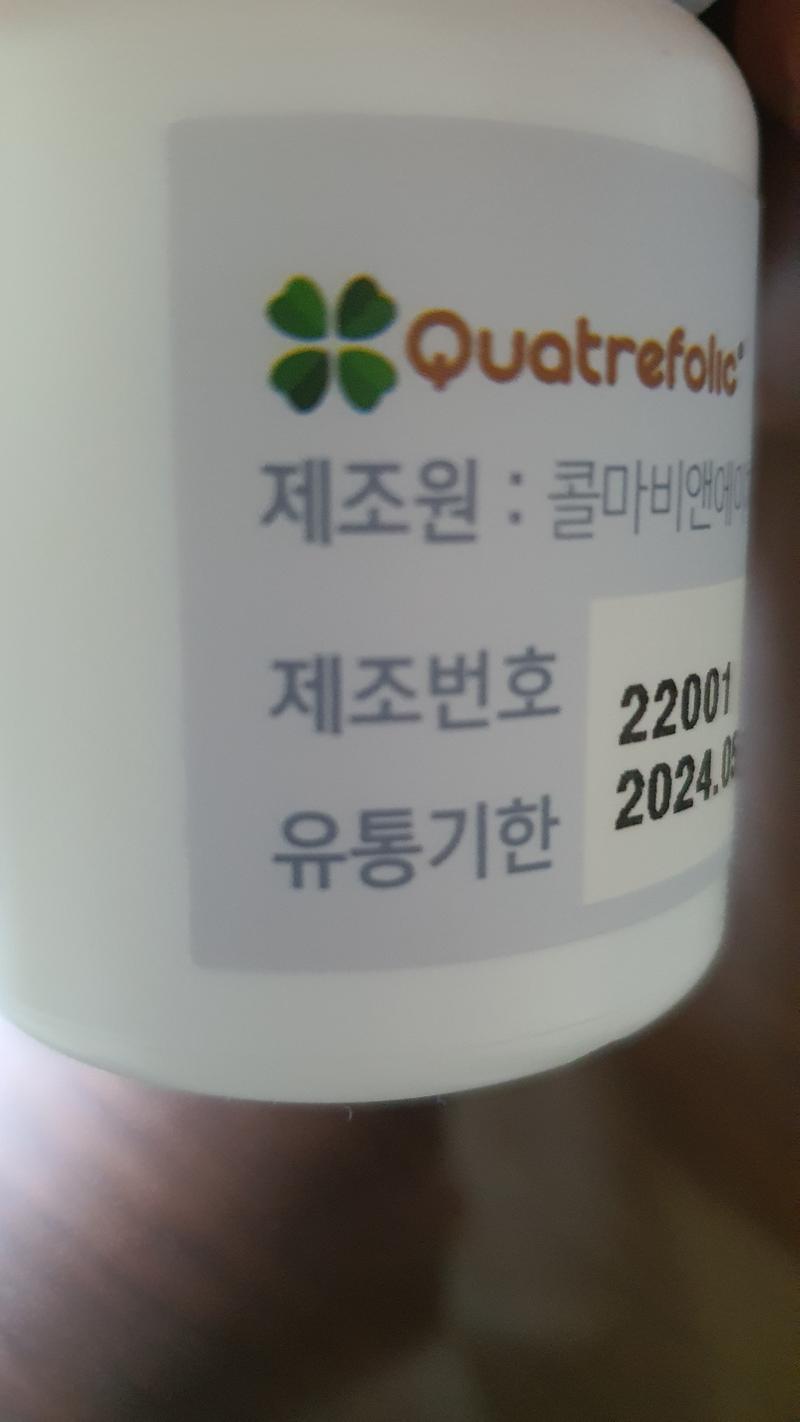 Quatrefolic®
제조원 : 콜마비앤에이
제조번호 22001
유통기한 2024.05